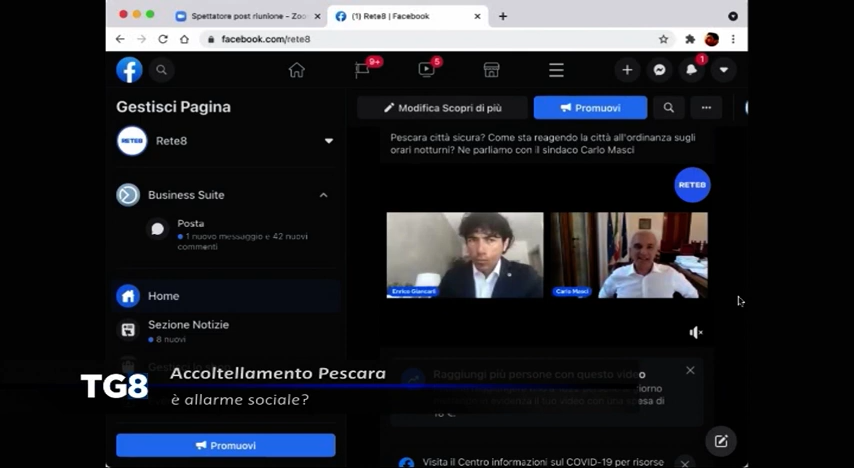 Spettatore post riunione - Zoo
(1) Rete8 | Facebook
facebook.com/rete8
9+
5
1
Gestisci Pagina
Modifica Scopri di più
Promuovi
Rete8
Pescara città sicura? Come sta reagendo la città all'ordinanza sugli
orari notturni? Ne parliamo con il sindaco Carlo Masci
RETE8
RETE8
Business Suite
Posta
1 nuovo messaggio e 42 nuovi
commenti
Enrico Giancarli
Carlo Masci
Home
Sezione Notizie
8 nuovi
TG8
Accoltellamento Pescara
è allarme sociale?
Raggiungi più persone con questo video
Promuovi
Visita il Centro informazioni sul COVID-19 per risorse